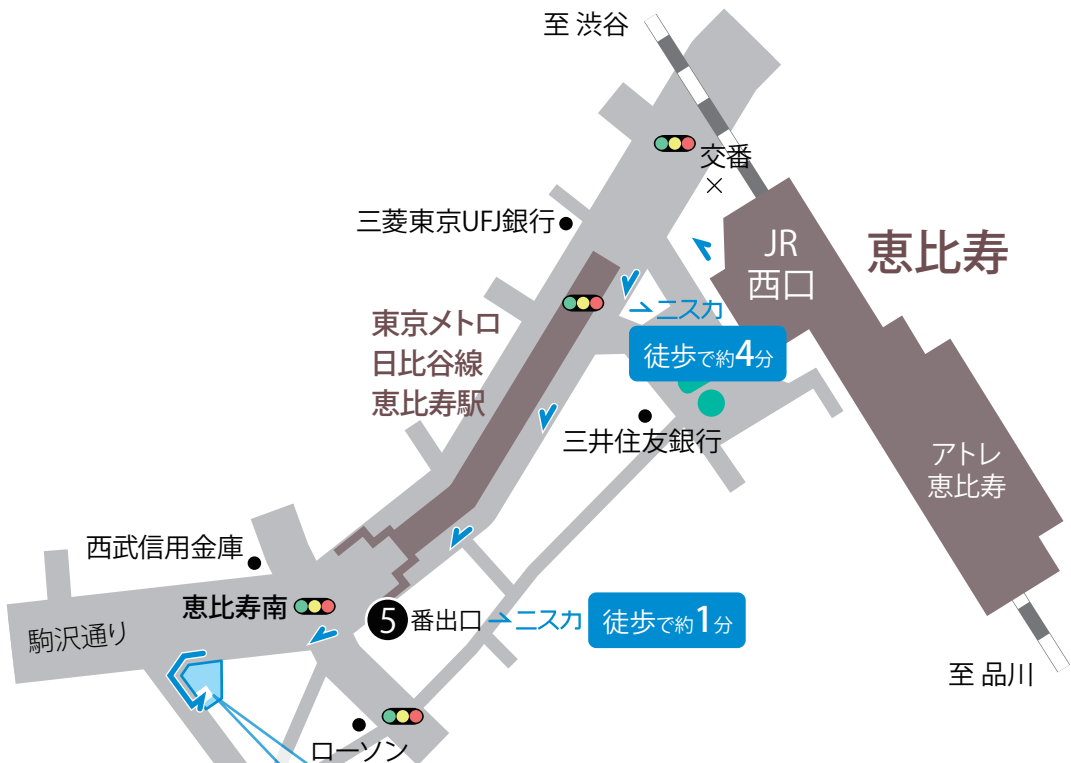 至 渋谷
交番
×
三菱東京UFJ銀行
恵比寿
JR
西口
→ニスカ
徒歩で約4分
東京メトロ
日比谷線
恵比寿駅
三井住友銀行
アトレ
恵比寿
西武信用金庫
恵比寿南
5番出口→ニスカ 徒歩で約1分
駒沢通り
至 品川
ローソン